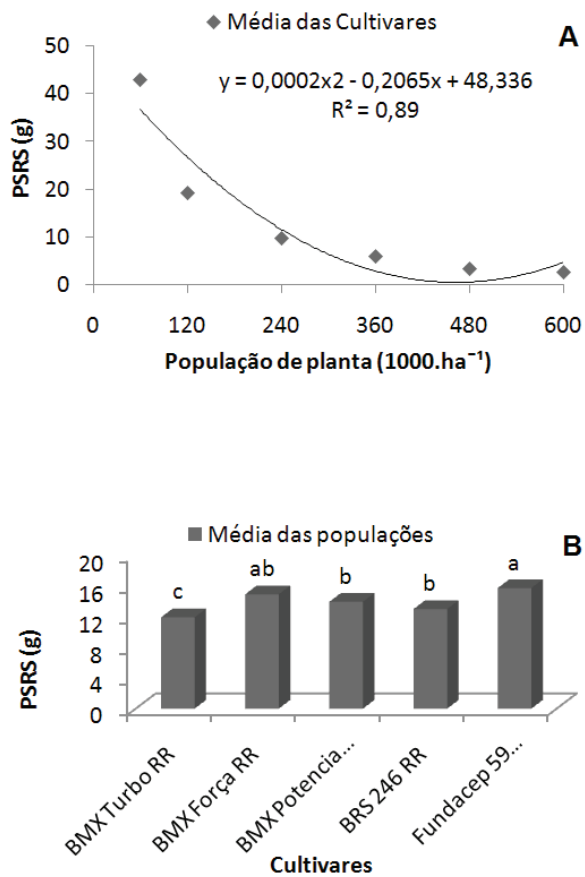 Média das Cultivares
A
y = 0,0002x2 - 0,2065x + 48,336
R² = 0,89
50
40
30
20
10
0
PSRS (g)
0 120 240 360 480 600
População de planta (1000.ha⁻¹)
Média das populações
B
20
16
12
8
4
0
PSRS (g)
c ab b b a
BMX Turbo RR
BMX Força RR
BMX Potencia...
BRS 246 RR
Fundacep 59...
Cultivares